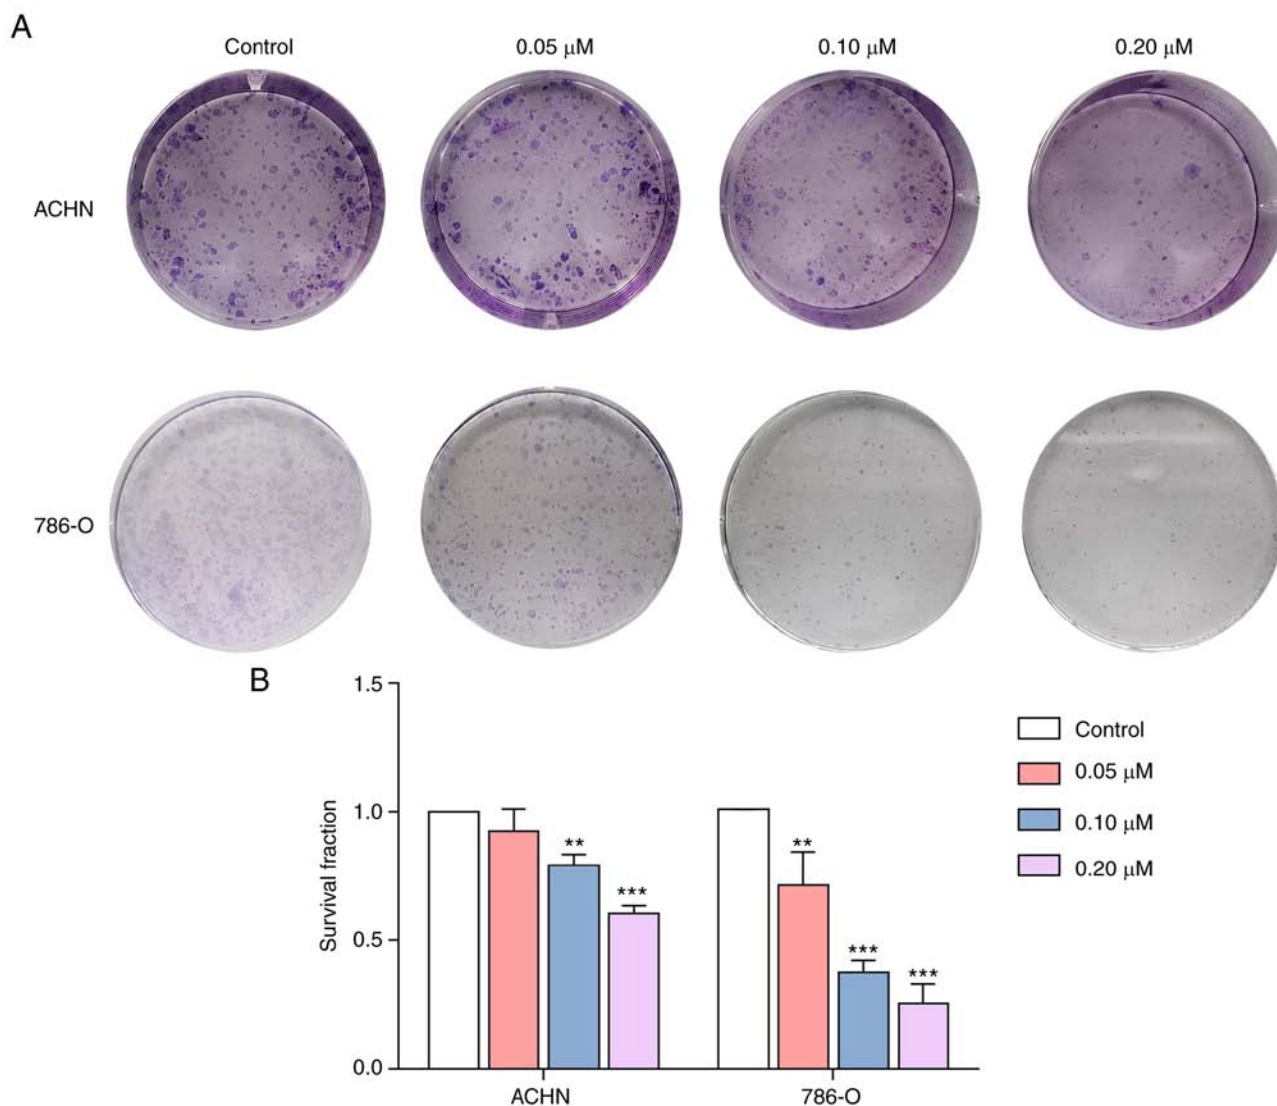 A
Control
0.05 μM
0.10 μM
0.20 μM
ACHN
786-O
B
1.5
1.0
0.5
0.0
Survival fraction
**
***
**
***
***
ACHN
786-O
Control
0.05 μM
0.10 μM
0.20 μM